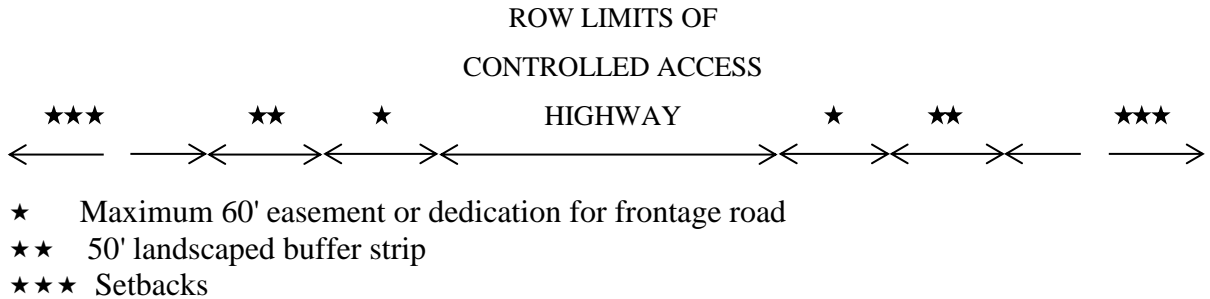 ROW LIMITS OF
CONTROLLED ACCESS
★★★ ★★ ★ HIGHWAY ★ ★★ ★★★
★ Maximum 60' easement or dedication for frontage road
★★ 50' landscaped buffer strip
★★★ Setbacks